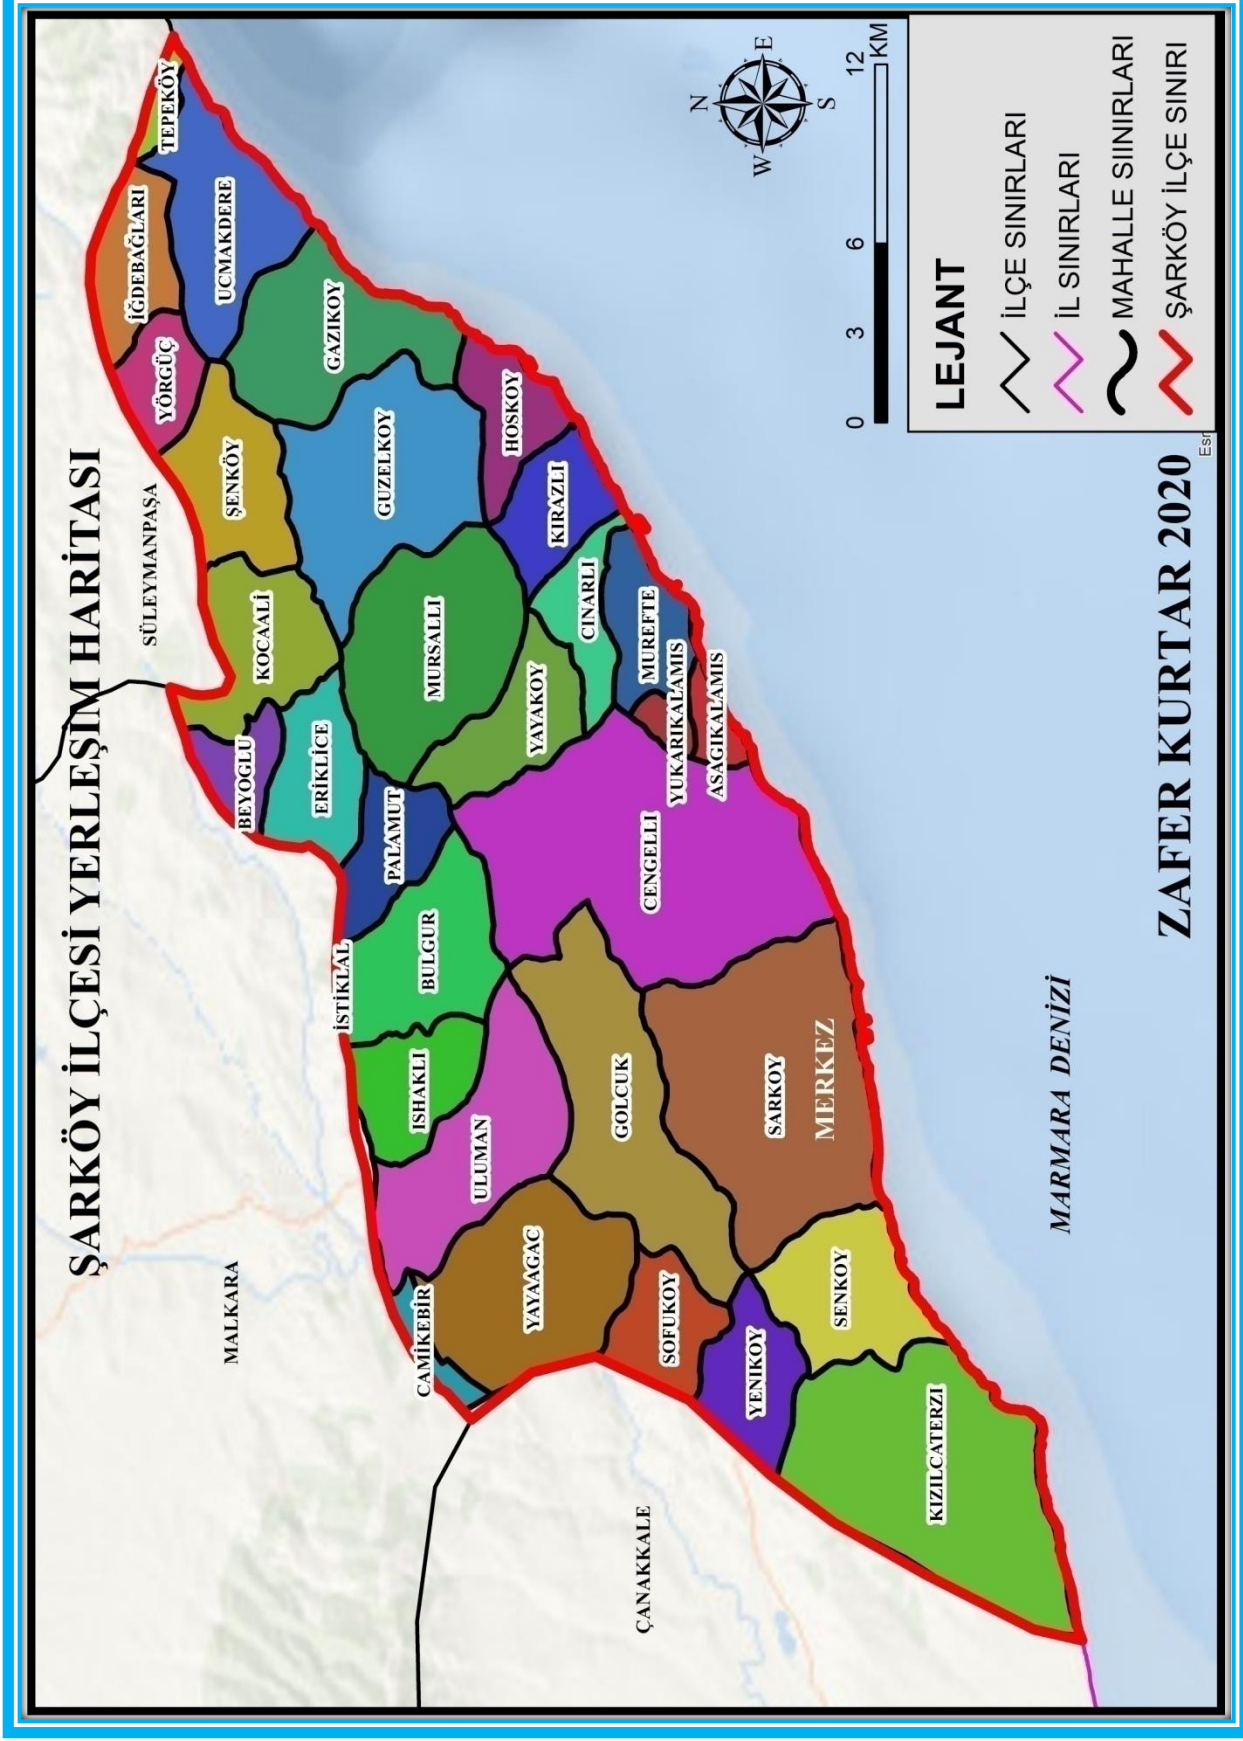 ŞARKÖY İLÇESİ YERLEŞİM HARİTASI
SÜLEYMANPAŞA
MALKARA
ÇANAKKALE
MARMARA DENİZİ
TEPEKÖY
İĞDEBAĞLARI
UCMAKDERE
YÖRGÜÇ
GAZIKOY
ŞENKÖY
GUZELKOY
HOSKOY
KIRAZLI
KOCAALİ
MURSALLI
CINARLI
MUREFTE
YUKARIKALAMIS
ASAGIKALAMIS
BEYOGLU
ERİKLİCE
YAYAKOY
PALAMUT
CENGELLI
İSTİKLAL
BULGUR
ISHAKLI
ULUMAN
GOLCUK
SARKOY
MERKEZ
CAMİKEBİR
YAYAAGAC
SOFUKOY
YENIKOY
SENKOY
KIZILCATERZI
N
W
E
S
0 3 6 12
KM
LEJANT
İLÇE SINIRLARI
İL SINIRLARI
MAHALLE SIINIRLARI
ŞARKÖY İLÇE SINIRI
Esr
ZAFER KURTAR 2020